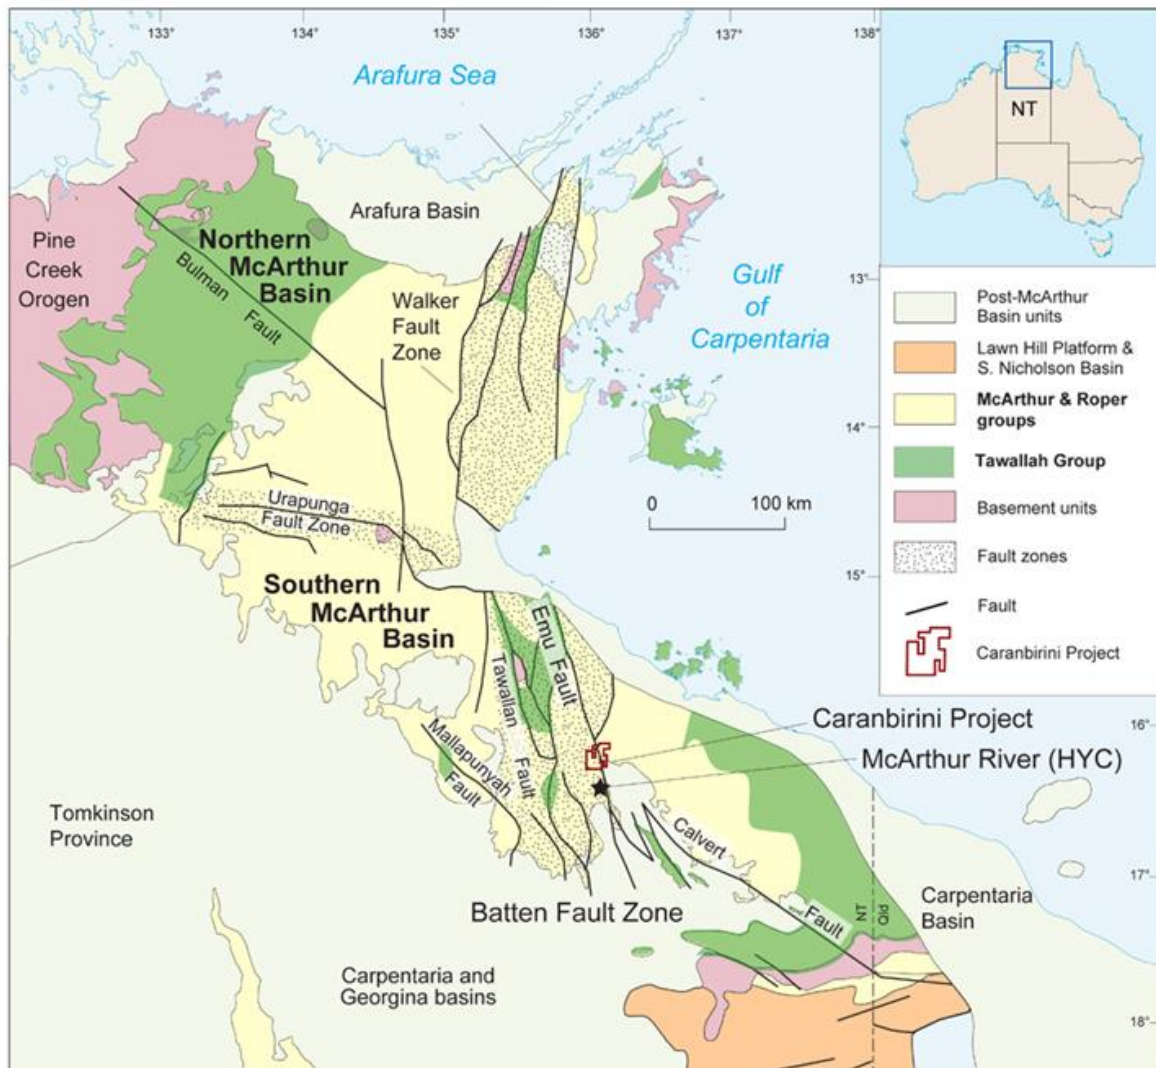 133°
134°
135°
136°
137°
138°
Arafura Sea
NT
Arafura Basin
Pine
Creek
Orogen
Northern
McArthur
Basin
Bulman
Fault
Walker
Fault
Zone
Gulf
of
Carpentaria
13°
14°
15°
16°
17°
18°
Post-McArthur
Basin units
Lawn Hill Platform &
S. Nicholson Basin
McArthur & Roper
groups
Tawallah Group
Basement units
Fault zones
Fault
Caranbirini Project
0 100 km
Urapunga
Fault Zone
Southern
McArthur
Basin
Emu Fault
Tawallan
Fault
Mallapunyah
Fault
Caranbirini Project
McArthur River (HYC)
Tomkinson
Province
Calvert
Fault
Batten Fault Zone
NT
Qld
Carpentaria
Basin
Carpentaria and
Georgina basins